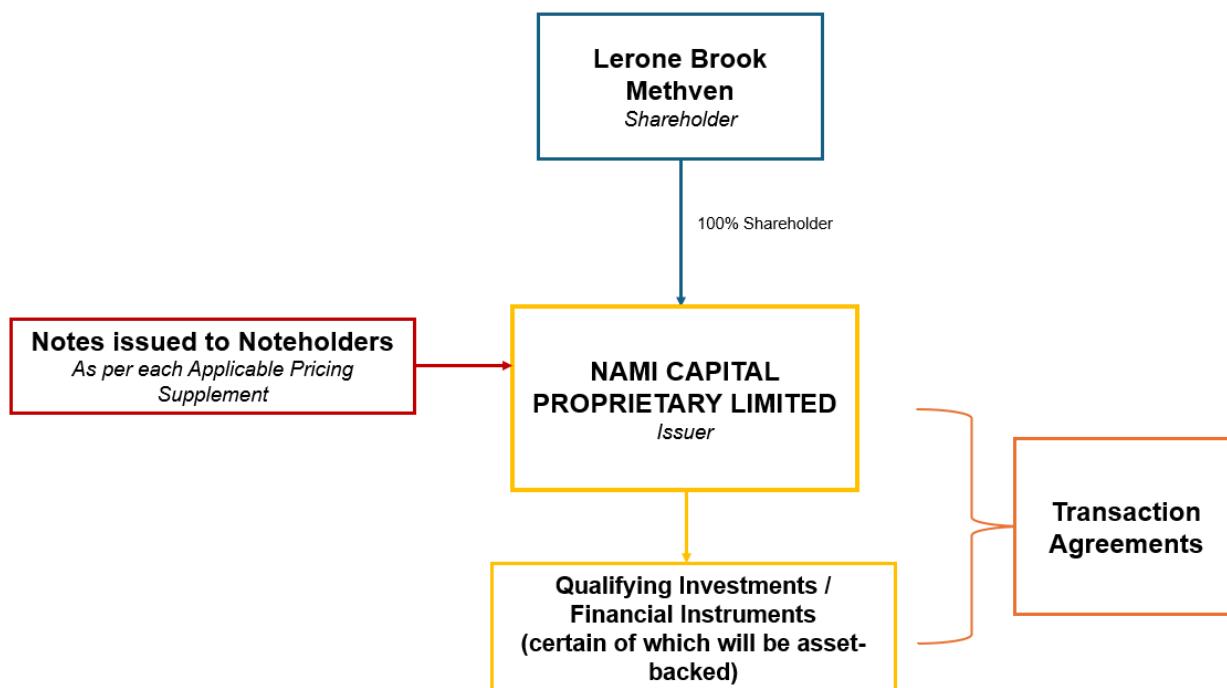 Lerone Brook
Methven
Shareholder
100% Shareholder
Notes issued to Noteholders
As per each Applicable Pricing
Supplement
NAMI CAPITAL
PROPRIETARY LIMITED
Issuer
Transaction
Agreements
Qualifying Investments /
Financial Instruments
(certain of which will be asset-
backed)